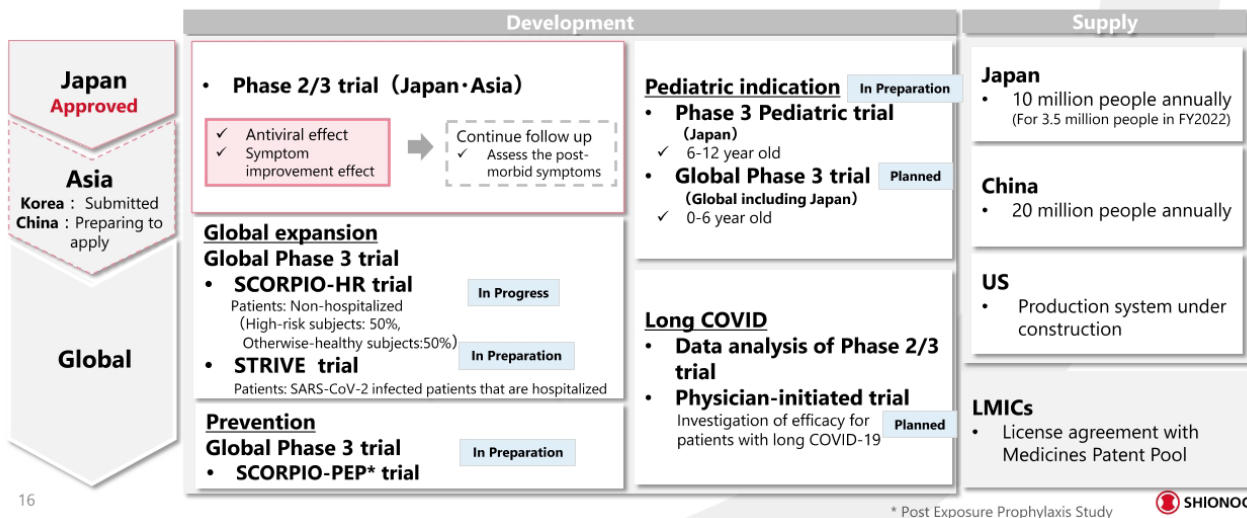 Development
Supply
Japan
Approved
Asia
Korea : Submitted
China : Preparing to
apply
Global
• Phase 2/3 trial (Japan・Asia)
✓ Antiviral effect
✓ Symptom
improvement effect
Continue follow up
✓ Assess the post-
morbid symptoms
Global expansion
Global Phase 3 trial
• SCORPIO-HR trial
In Progress
Patients: Non-hospitalized
(High-risk subjects: 50%,
Otherwise-healthy subjects:50%)
• STRIVE trial
In Preparation
Patients: SARS-CoV-2 infected patients that are hospitalized
Prevention
Global Phase 3 trial
In Preparation
• SCORPIO-PEP* trial
Pediatric indication
In Preparation
• Phase 3 Pediatric trial
(Japan)
✓ 6-12 year old
• Global Phase 3 trial
Planned
(Global including Japan)
✓ 0-6 year old
Long COVID
• Data analysis of Phase 2/3
trial
• Physician-initiated trial
Investigation of efficacy for
patients with long COVID-19
Planned
Japan
• 10 million people annually
(For 3.5 million people in FY2022)
China
• 20 million people annually
US
• Production system under
construction
LMICs
• License agreement with
Medicines Patent Pool
16
* Post Exposure Prophylaxis Study